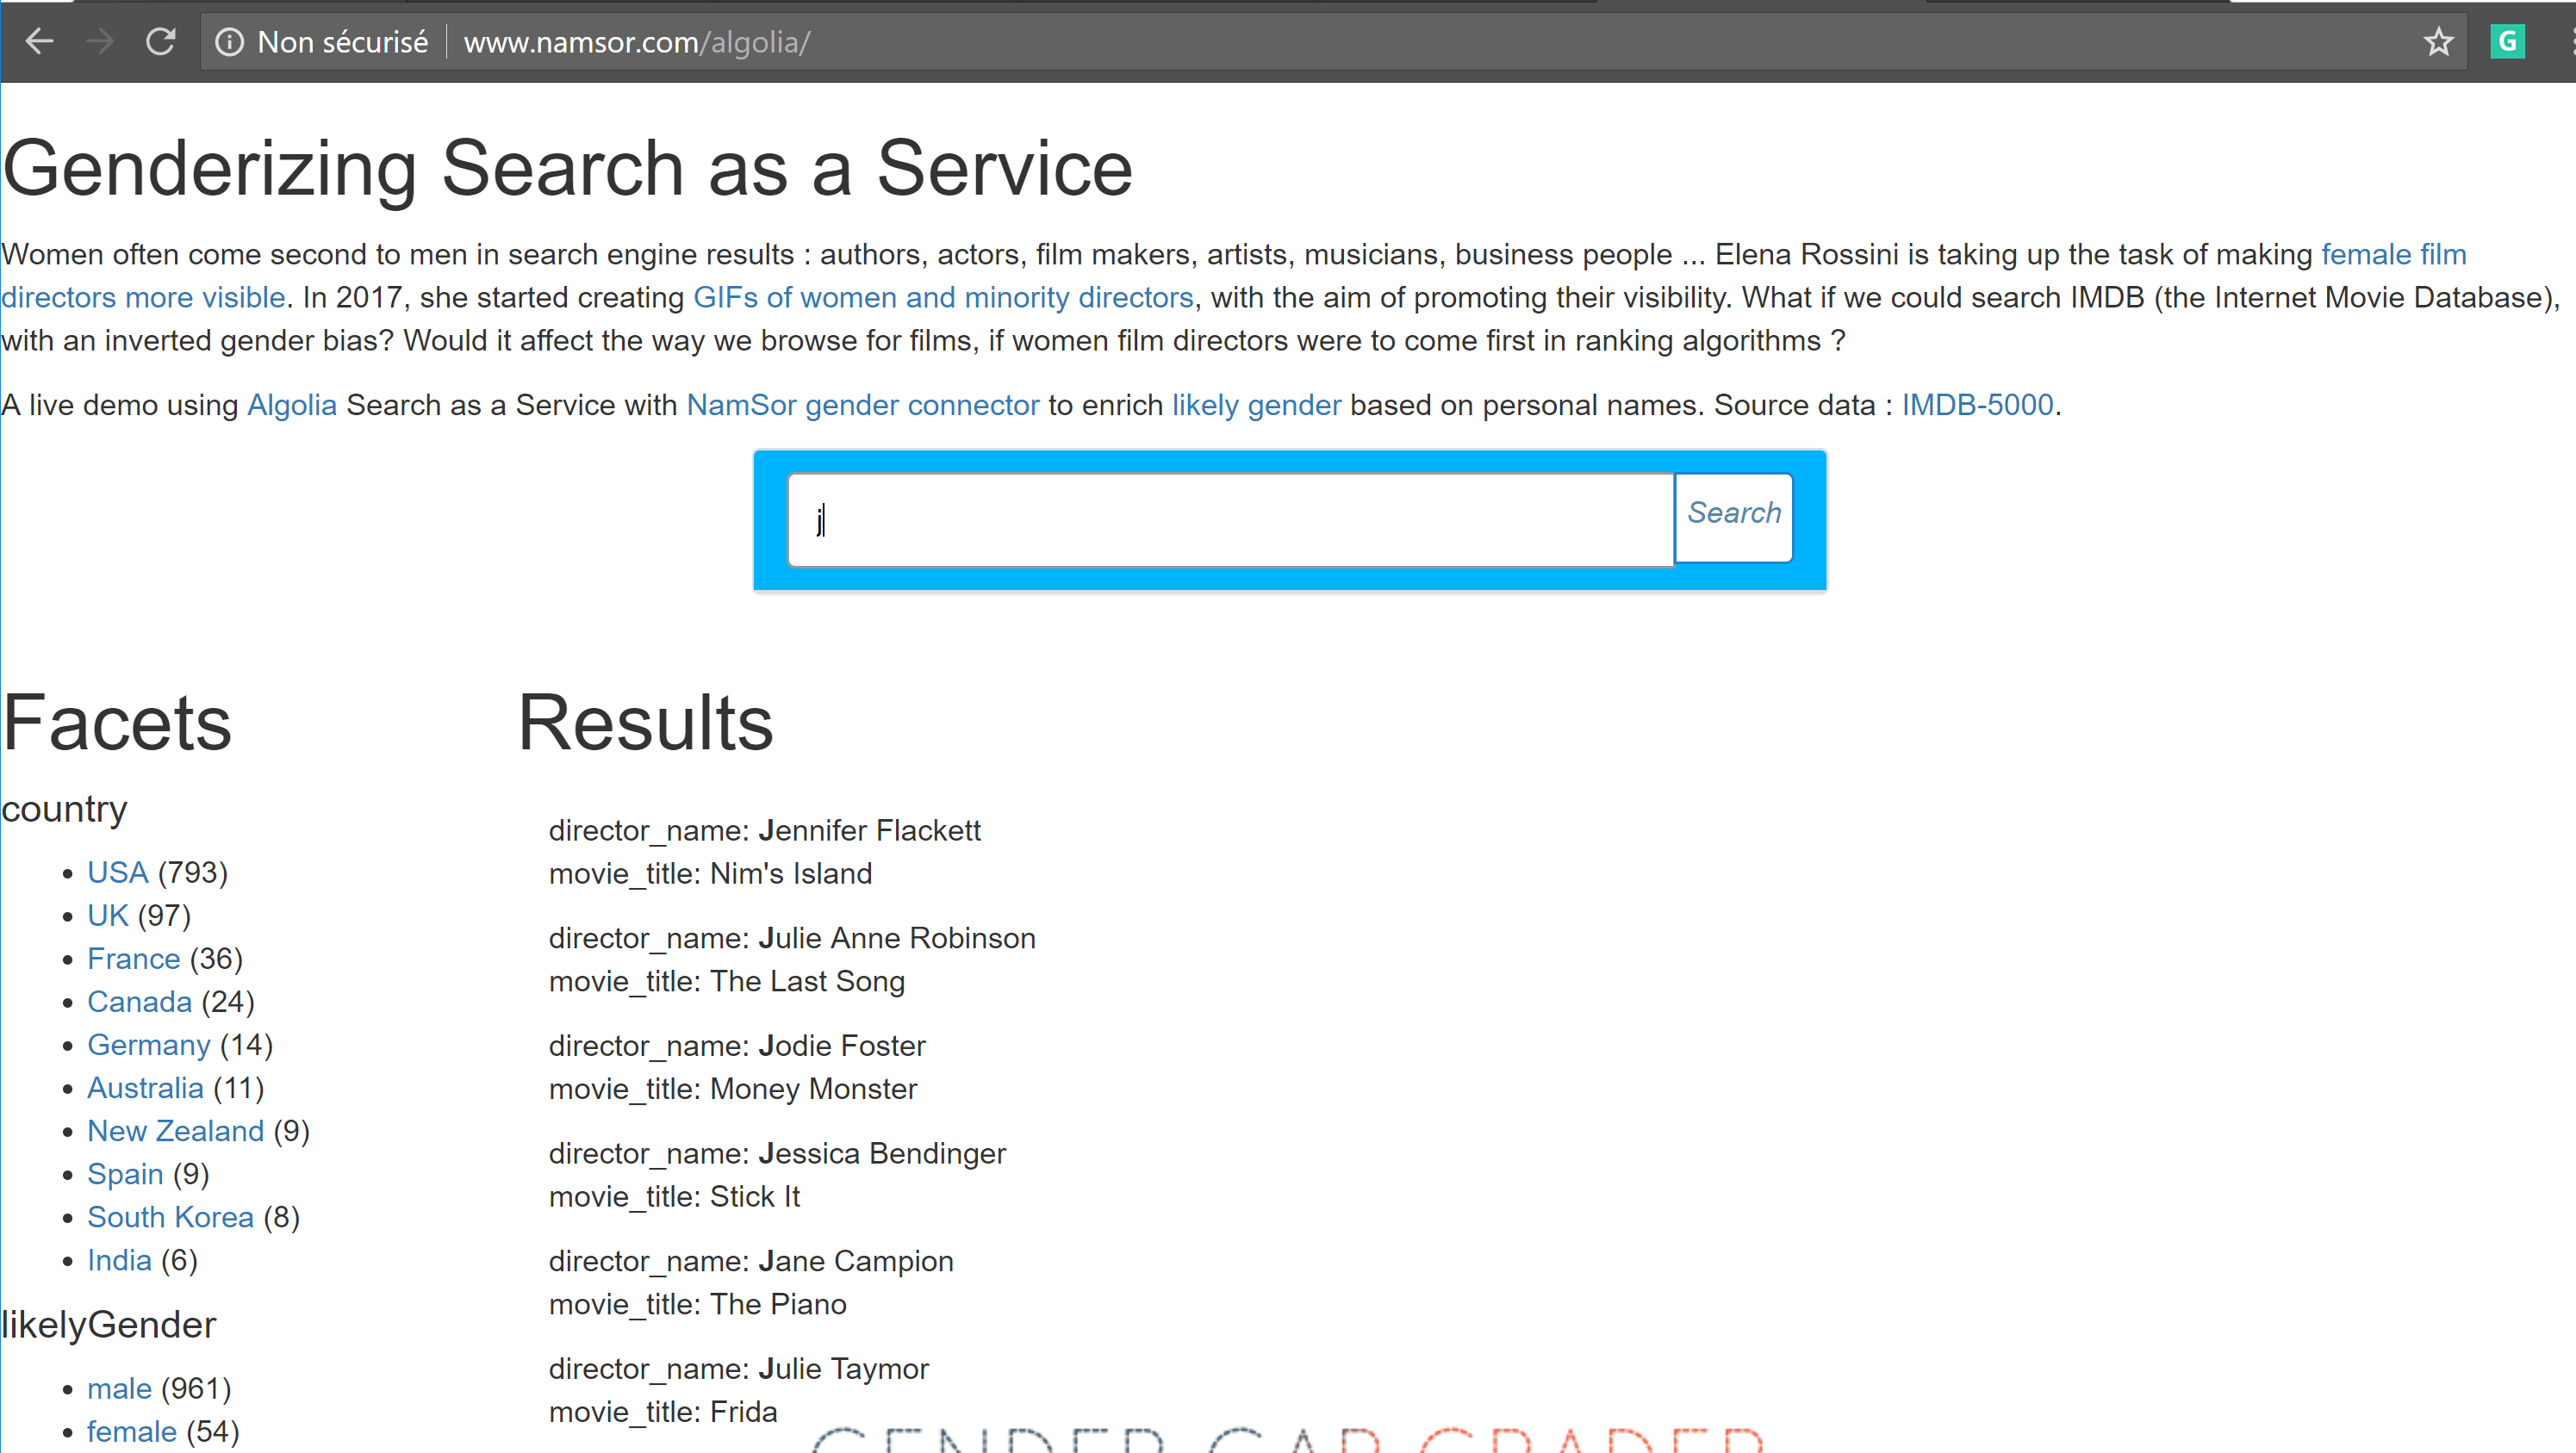 Non sécurisé www.namsor.com/algolia/
G
Genderizing Search as a Service
Women often come second to men in search engine results : authors, actors, film makers, artists, musicians, business people ... Elena Rossini is taking up the task of making female film
directors more visible. In 2017, she started creating GIFs of women and minority directors, with the aim of promoting their visibility. What if we could search IMDB (the Internet Movie Database),
with an inverted gender bias? Would it affect the way we browse for films, if women film directors were to come first in ranking algorithms ?
A live demo using Algolia Search as a Service with NamSor gender connector to enrich likely gender based on personal names. Source data : IMDB-5000.
j
Search
Facets
country
USA (793)
UK (97)
France (36)
Canada (24)
Germany (14)
Australia (11)
New Zealand (9)
Spain (9)
South Korea (8)
India (6)
likelyGender
male (961)
female (54)
Results
director_name: Jennifer Flackett
movie_title: Nim's Island
director_name: Julie Anne Robinson
movie_title: The Last Song
director_name: Jodie Foster
movie_title: Money Monster
director_name: Jessica Bendinger
movie_title: Stick It
director_name: Jane Campion
movie_title: The Piano
director_name: Julie Taymor
movie_title: Frida
GENDER GAP GRADER